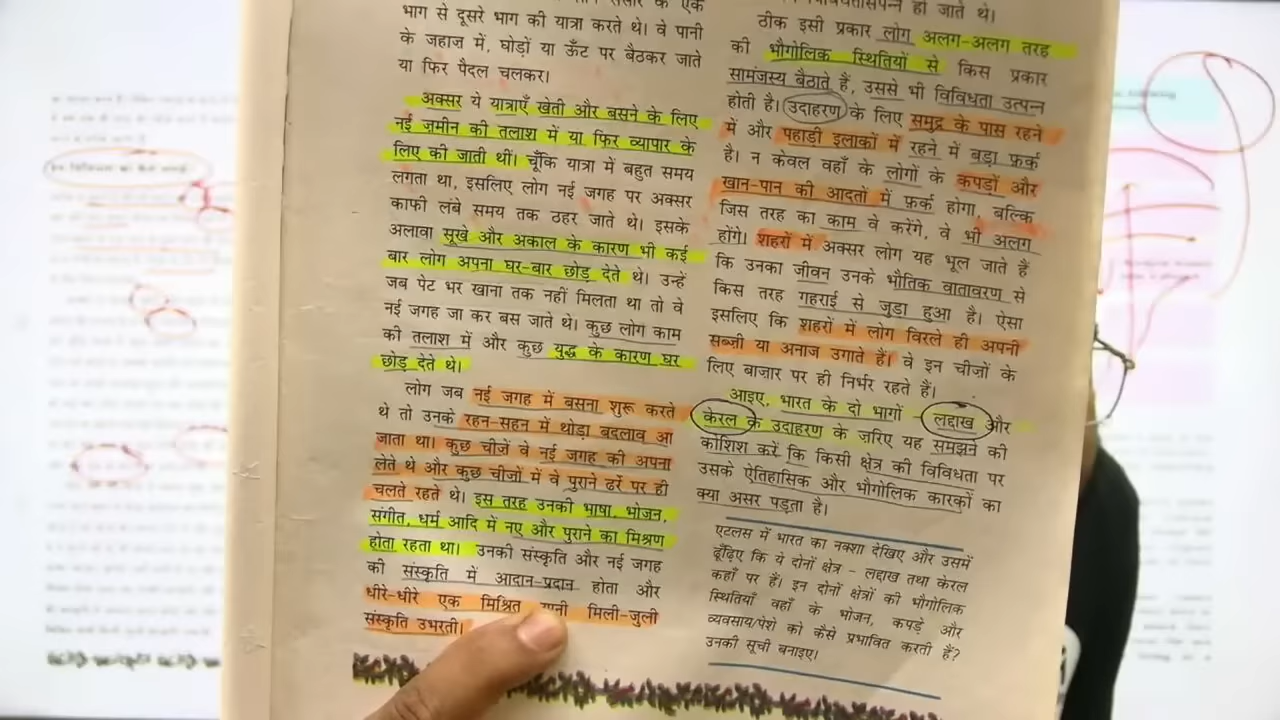 भाग से दूसरे भाग की यात्रा करते थे। वे पानी
के जहाज़ में, घोड़ों या ऊँट पर बैठकर जाते
या फिर पैदल चलकर।
अक्सर ये यात्राएँ खेती और बसने के लिए
नई ज़मीन की तलाश में या फिर व्यापार के
लिए की जाती थीं। चूँकि यात्रा में बहुत समय
लगता था, इसलिए लोग नई जगह पर अक्सर
काफी लंबे समय तक ठहर जाते थे। इसके
अलावा सूखे और अकाल के कारण भी कई
बार लोग अपना घर-बार छोड़ देते थे। उन्हें
जब पेट भर खाना तक नहीं मिलता था तो वे
नई जगह जा कर बस जाते थे। कुछ लोग काम
की तलाश में और कुछ युद्ध के कारण घर
छोड़ देते थे।
लोग जब नई जगह में बसना शुरू करते
थे तो उनके रहन-सहन में थोड़ा बदलाव आ
जाता था। कुछ चीज़ें वे नई जगह की अपना
लेते थे और कुछ चीज़ों में वे पुराने ढर्रे पर ही
चलते रहते थे। इस तरह उनकी भाषा, भोजन,
संगीत, धर्म आदि में नए और पुराने का मिश्रण
होता रहता था। उनकी संस्कृति और नई जगह
की संस्कृति में आदान-प्रदान होता और
धीरे-धीरे एक मिश्रित मिली-जुली
संस्कृति उभरती।
हो जाते थे।
ठीक इसी प्रकार लोग अलग-अलग तरह
की भौगोलिक स्थितियों से किस प्रकार
सामंजस्य बैठाते हैं, उससे भी विविधता उत्पन्न
होती है। उदाहरण के लिए समुद्र के पास रहने
में और पहाड़ी इलाकों में रहने में बड़ा फ़र्क
है। न केवल वहाँ के लोगों के कपड़ों और
खान-पान की आदतों में फ़र्क होगा, बल्कि
जिस तरह का काम वे करेंगे, वे भी अलग
होंगे। शहरों में अक्सर लोग यह भूल जाते हैं
कि उनका जीवन उनके भौतिक वातावरण से
किस तरह गहराई से जुड़ा हुआ है। ऐसा
इसलिए कि शहरों में लोग विरले ही अपनी
सब्ज़ी या अनाज उगाते हैं। वे इन चीज़ों के
लिए बाज़ार पर ही निर्भर रहते हैं।
आइए, भारत के दो भागों - लद्दाख और
केरल के उदाहरण के ज़रिए यह समझने की
कोशिश करें कि किसी क्षेत्र की विविधता पर
उसके ऐतिहासिक और भौगोलिक कारकों का
क्या असर पड़ता है।
एटलस में भारत का नक्शा देखिए और उसमें
ढूँढ़िए कि ये दोनों क्षेत्र - लद्दाख तथा केरल
कहाँ पर हैं। इन दोनों क्षेत्रों की भौगोलिक
स्थितियाँ वहाँ के भोजन, कपड़े और
व्यवसाय/पेशे को कैसे प्रभावित करती हैं?
उनकी सूची बनाइए।